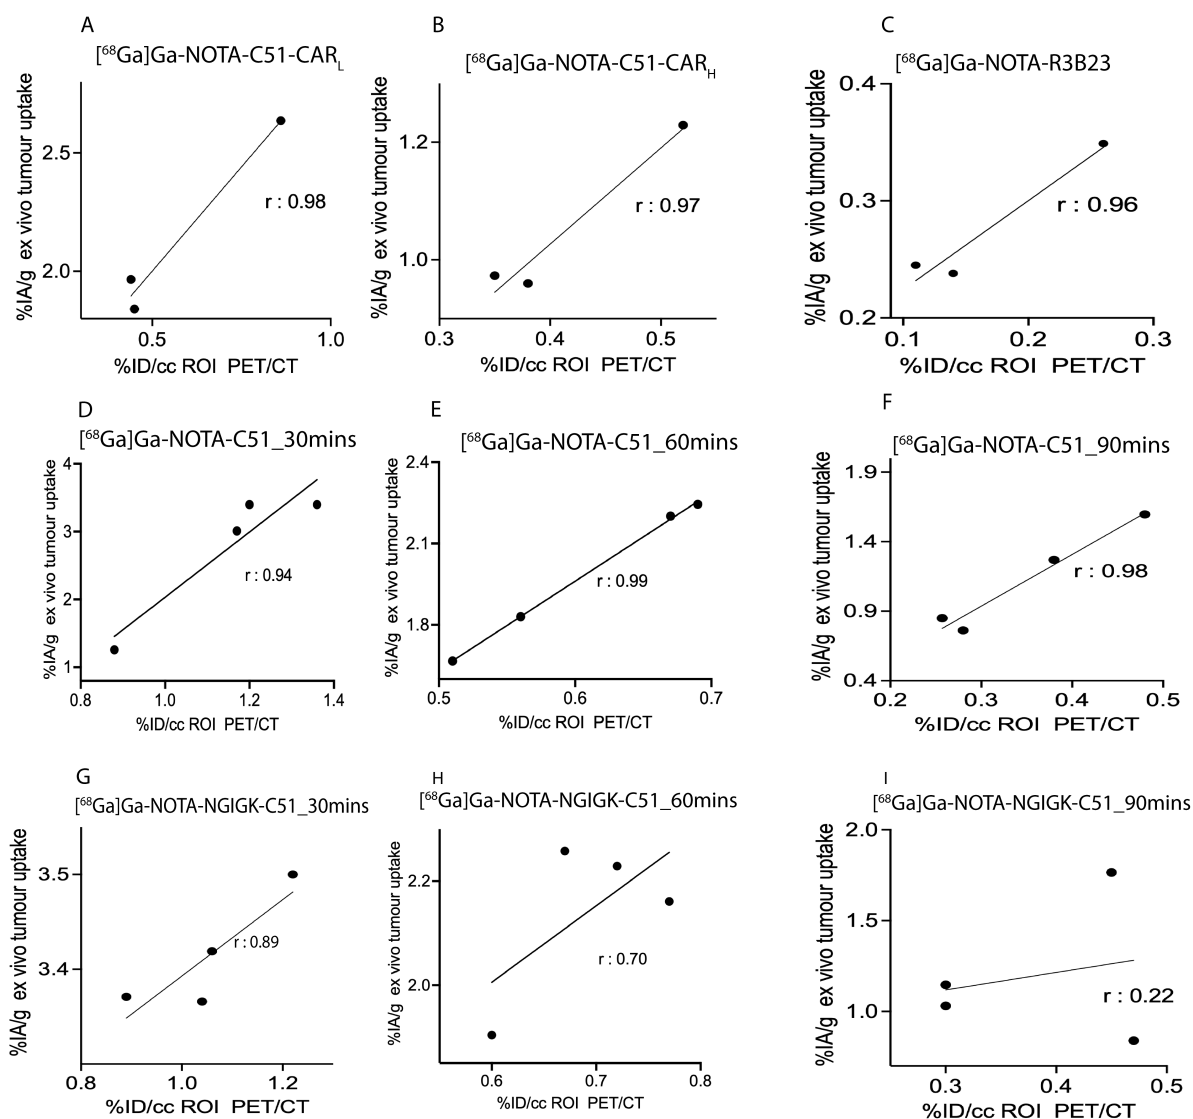 A
[⁶⁸Ga]Ga-NOTA-C51-CAR_L
%IA/g ex vivo tumour uptake
2.5
2.0
r : 0.98
0.5 1.0
%ID/cc ROI PET/CT
B
[⁶⁸Ga]Ga-NOTA-C51-CAR_H
%IA/g ex vivo tumour uptake
1.2
1.0
r : 0.97
0.3 0.4 0.5
%ID/cc ROI PET/CT
C
[⁶⁸Ga]Ga-NOTA-R3B23
%IA/g ex vivo tumour uptake
0.4
0.3
0.2
r : 0.96
0.1 0.2 0.3
%ID/cc ROI PET/CT
D
[⁶⁸Ga]Ga-NOTA-C51_30mins
%IA/g ex vivo tumour uptake
4
3
2
1
r : 0.94
0.8 1.0 1.2 1.4
%ID/cc ROI PET/CT
E
[⁶⁸Ga]Ga-NOTA-C51_60mins
%IA/g ex vivo tumour uptake
2.4
2.1
1.8
r : 0.99
0.5 0.6 0.7
%ID/cc ROI PET/CT
F
[⁶⁸Ga]Ga-NOTA-C51_90mins
%IA/g ex vivo tumour uptake
1.9
1.4
0.9
0.4
r : 0.98
0.2 0.3 0.4 0.5
%ID/cc ROI PET/CT
G
[⁶⁸Ga]Ga-NOTA-NGIGK-C51_30mins
%IA/g ex vivo tumour uptake
3.5
3.4
r : 0.89
0.8 1.0 1.2
%ID/cc ROI PET/CT
H
[⁶⁸Ga]Ga-NOTA-NGIGK-C51_60mins
%IA/g ex vivo tumour uptake
2.2
2.0
r : 0.70
0.6 0.7 0.8
%ID/cc ROI PET/CT
I
[⁶⁸Ga]Ga-NOTA-NGIGK-C51_90mins
%IA/g ex vivo tumour uptake
2.0
1.5
1.0
r : 0.22
0.3 0.4 0.5
%ID/cc ROI PET/CT